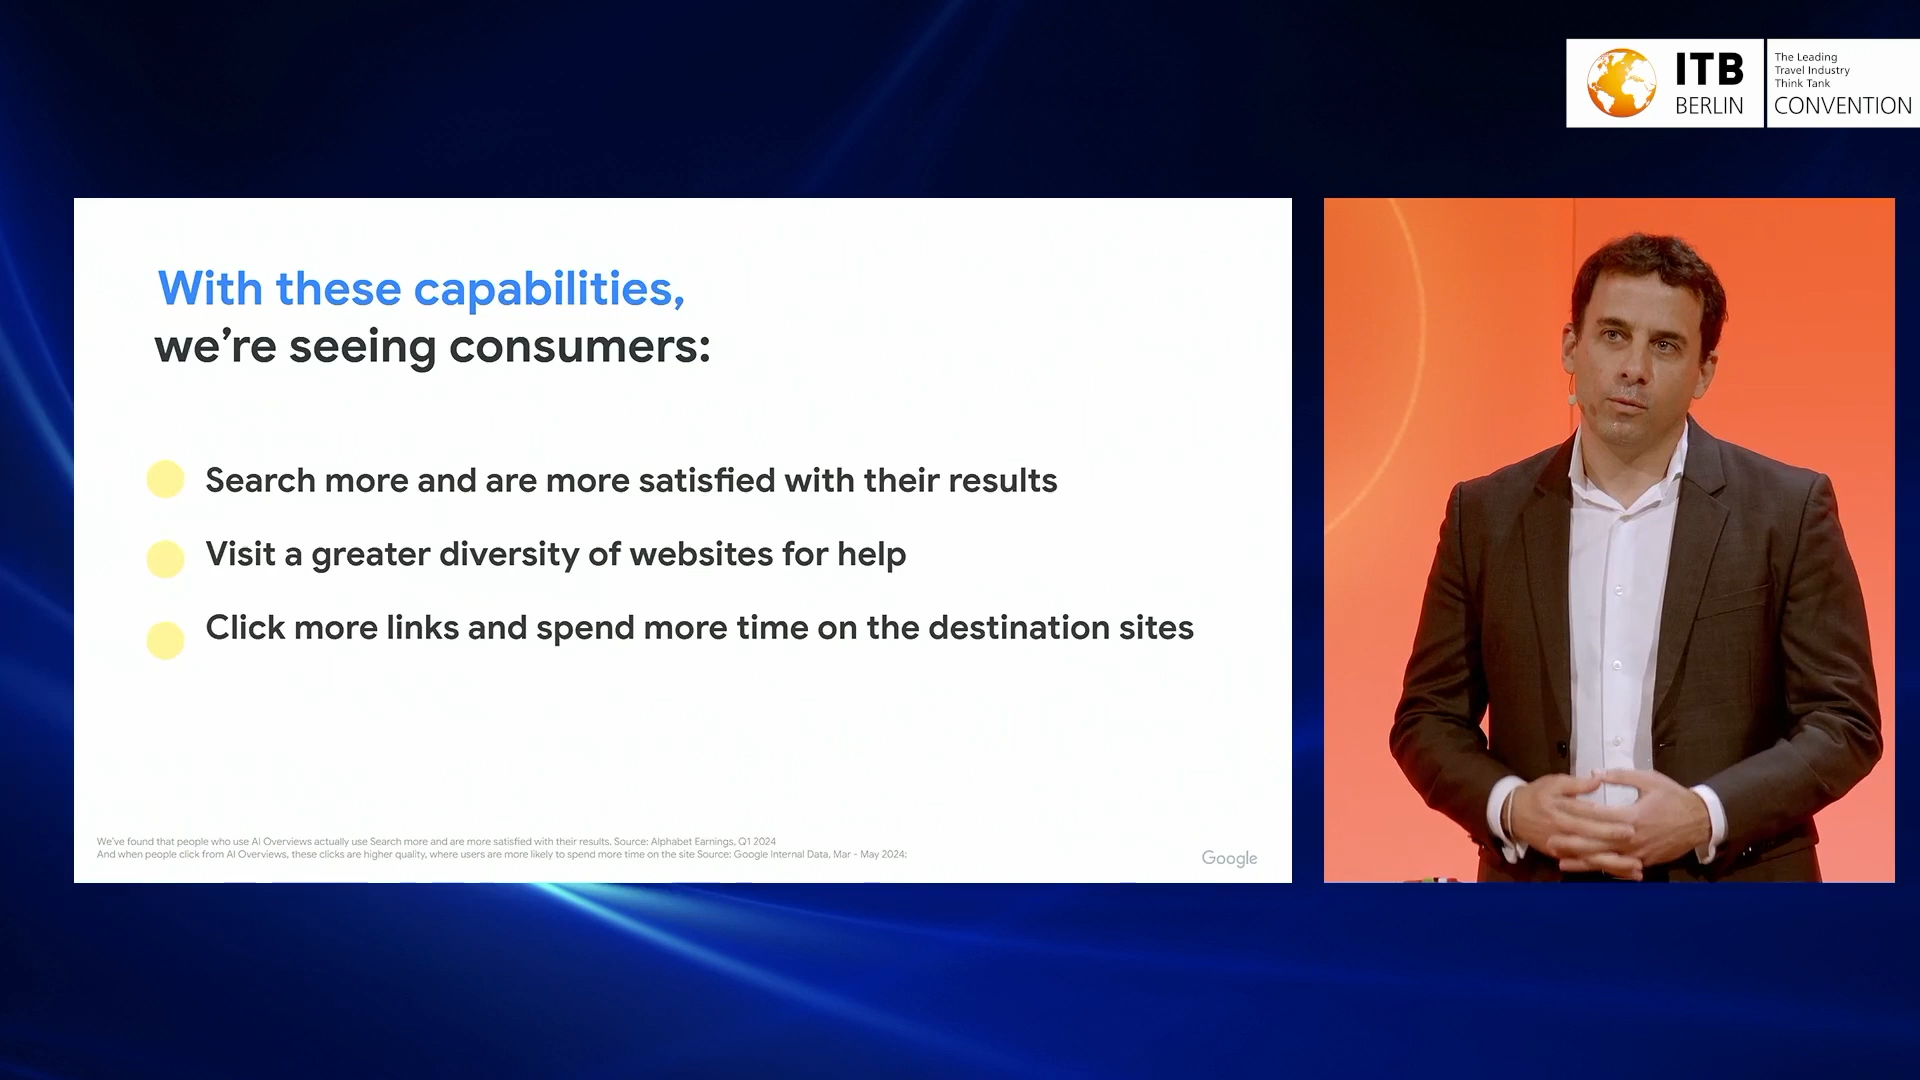 ITB
BERLIN
The Leading
Travel Industry
Think Tank
CONVENTION
With these capabilities,
we’re seeing consumers:
Search more and are more satisfied with their results
Visit a greater diversity of websites for help
Click more links and spend more time on the destination sites
We've found that people who use AI Overviews actually use Search more and are more satisfied with their results. Source: Alphabet Earnings, Q1 2024
And when people click from AI Overviews, these clicks are higher quality, where users are more likely to spend more time on the site Source: Google Internal Data, Mar - May 2024;
Google